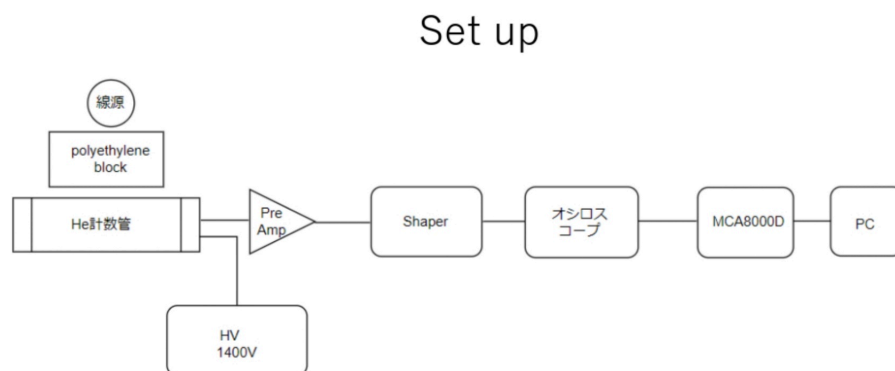 Set up
線源
polyethylene
block
He計数管
Pre
Amp
Shaper
オシロス
コープ
MCA8000D
PC
HV
1400V